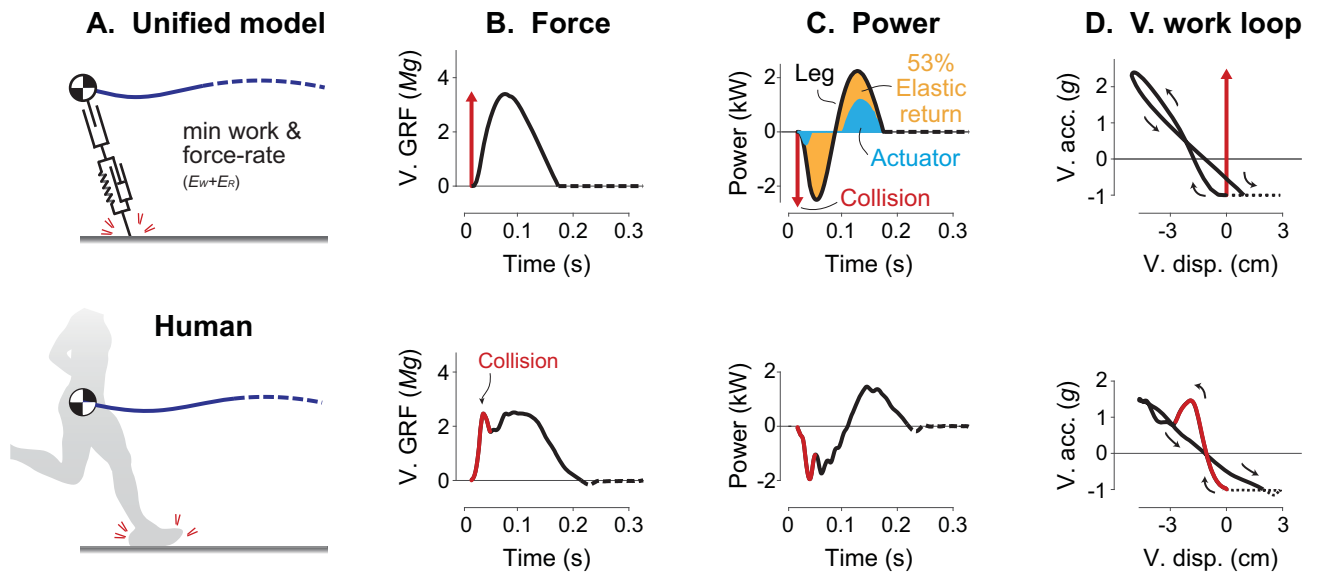 A. Unified model
B. Force
C. Power
D. V. work loop
min work &
force-rate
(EW+ER)
V. GRF (Mg)
4
2
0
0 0.1 0.2 0.3
Time (s)
Power (kW)
2
0
-2
Leg
53%
Elastic
return
Actuator
Collision
0 0.1 0.2 0.3
Time (s)
V. acc. (g)
2
1
0
-1
-3 0 3
V. disp. (cm)
Human
V. GRF (Mg)
4
2
0
Collision
0 0.1 0.2 0.3
Time (s)
Power (kW)
2
0
-2
0 0.1 0.2 0.3
Time (s)
V. acc. (g)
2
1
0
-1
-3 0 3
V. disp. (cm)